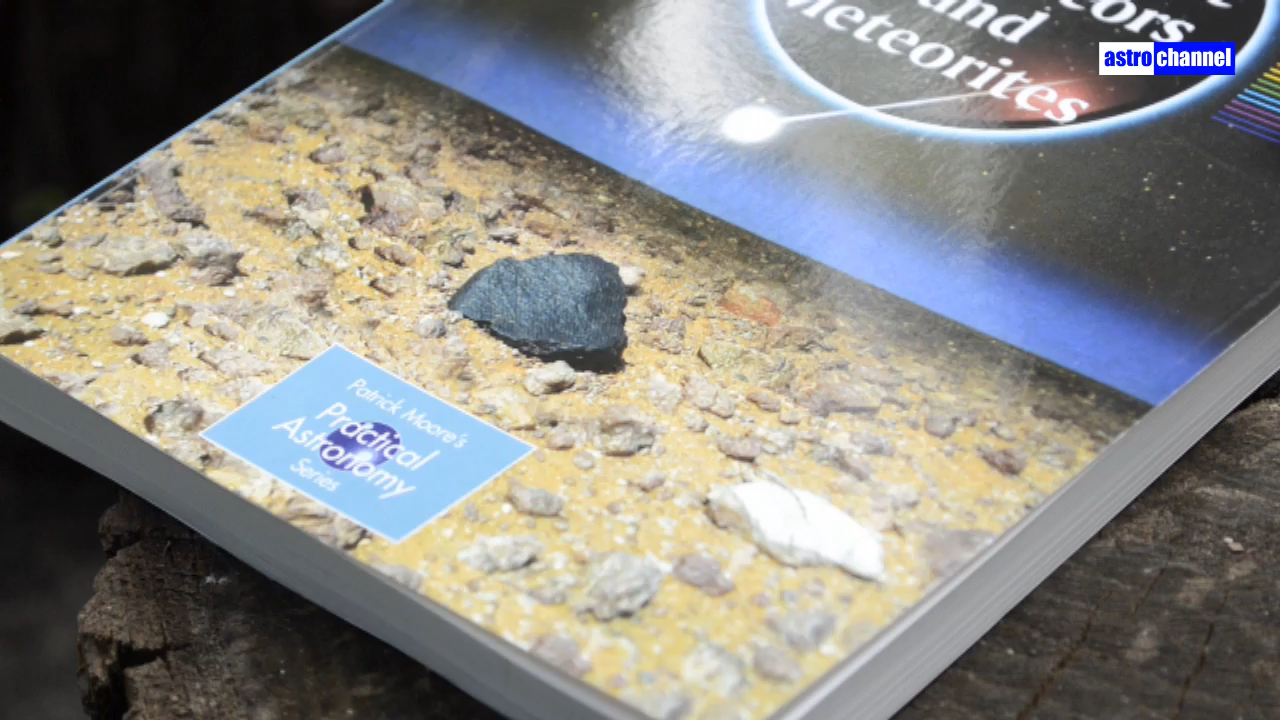 and
Meteorites
astrochannel
Patrick Moore's
Practical
Astronomy
Series